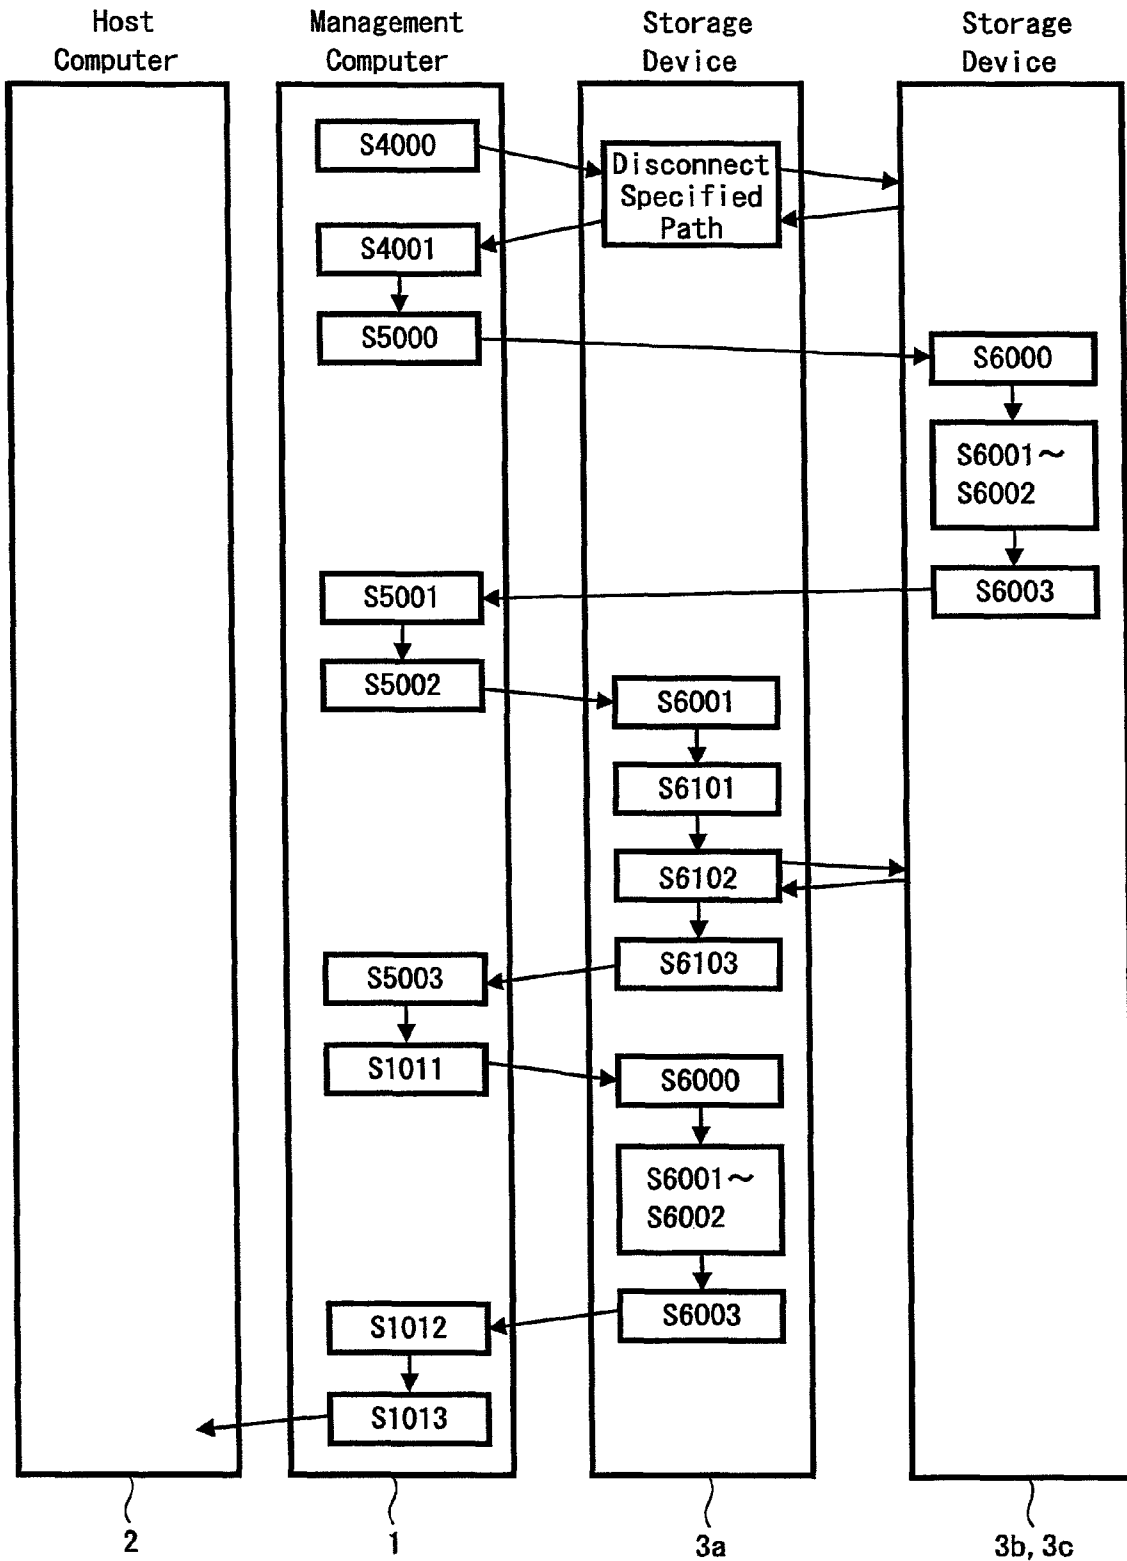 Host
Computer
Management
Computer
Storage
Device
Storage
Device
S4000
Disconnect
Specified
Path
S4001
S5000
S6000
S6001~
S6002
S5001
S6003
S5002
S6001
S6101
S6102
S5003
S6103
S1011
S6000
S6001~
S6002
S1012
S6003
S1013
2
1
3a
3b, 3c